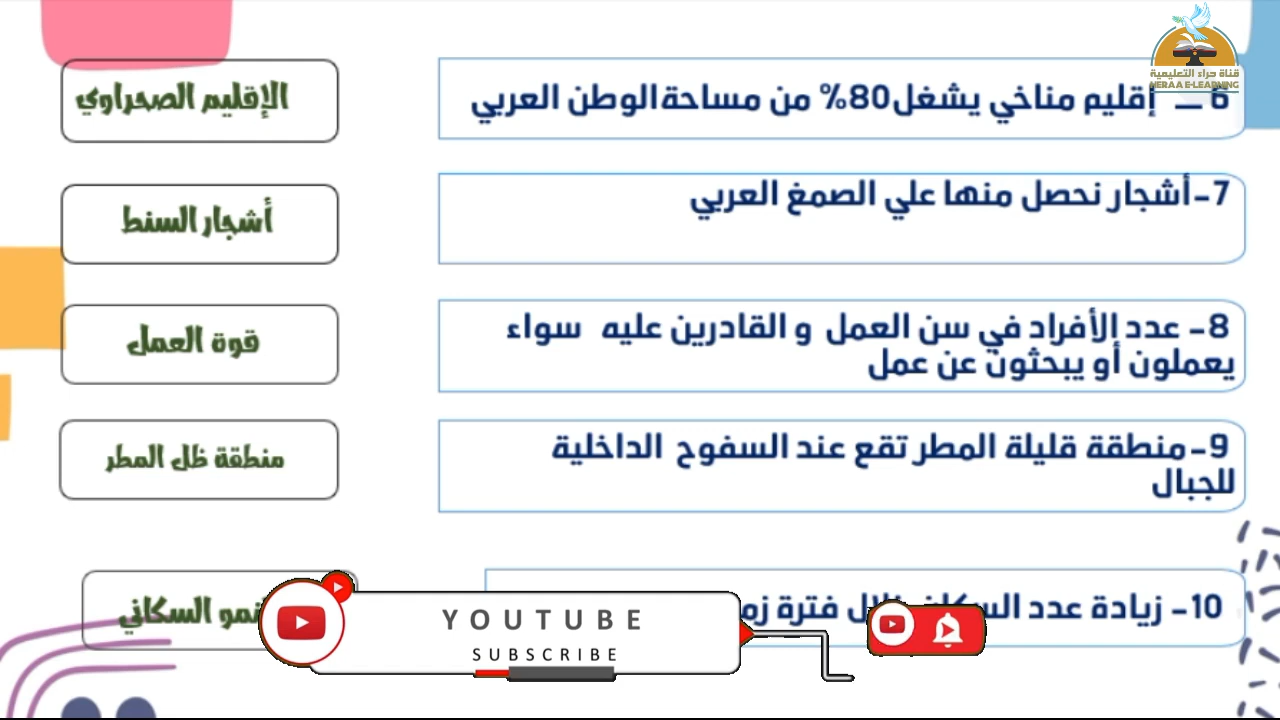 قناة حراء التعليمية
HERAA E-LEARNING
6 – إقليم مناخي يشغل80% من مساحةالوطن العربي
الإقليم الصحراوي
7-أشجار نحصل منها علي الصمغ العربي
أشجار السنط
8- عدد الأفراد في سن العمل و القادرين عليه سواء
يعملون أو يبحثون عن عمل
قوة العمل
9-منطقة قليلة المطر تقع عند السفوح الداخلية
للجبال
منطقة ظل المطر
10- زيادة عدد السكان خلال فترة
السكاني
YOUTUBE
SUBSCRIBE